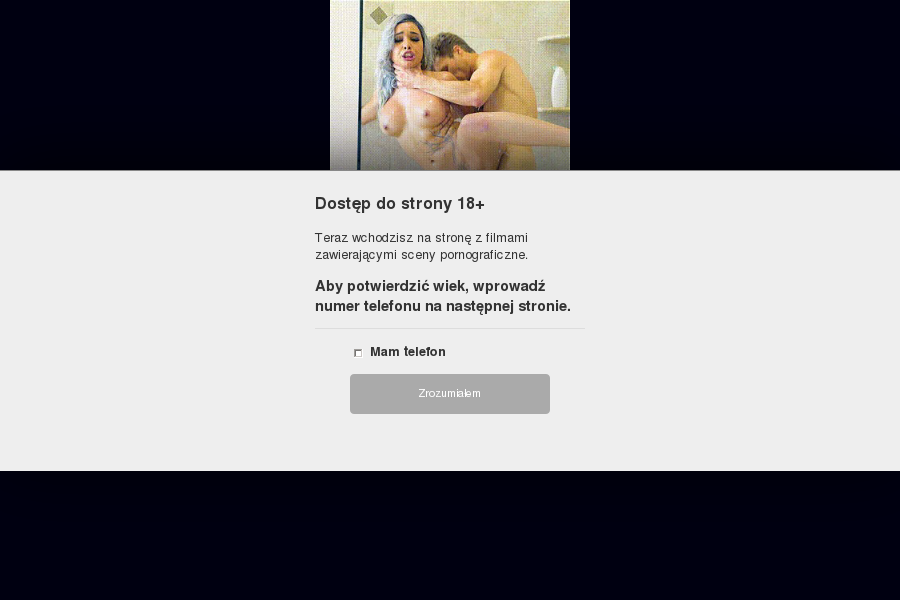 Dostęp do strony 18+
Teraz wchodzisz na stronę z filmami
zawierającymi sceny pornograficzne.
Aby potwierdzić wiek, wprowadź
numer telefonu na następnej stronie.
Mam telefon
Zrozumiałem